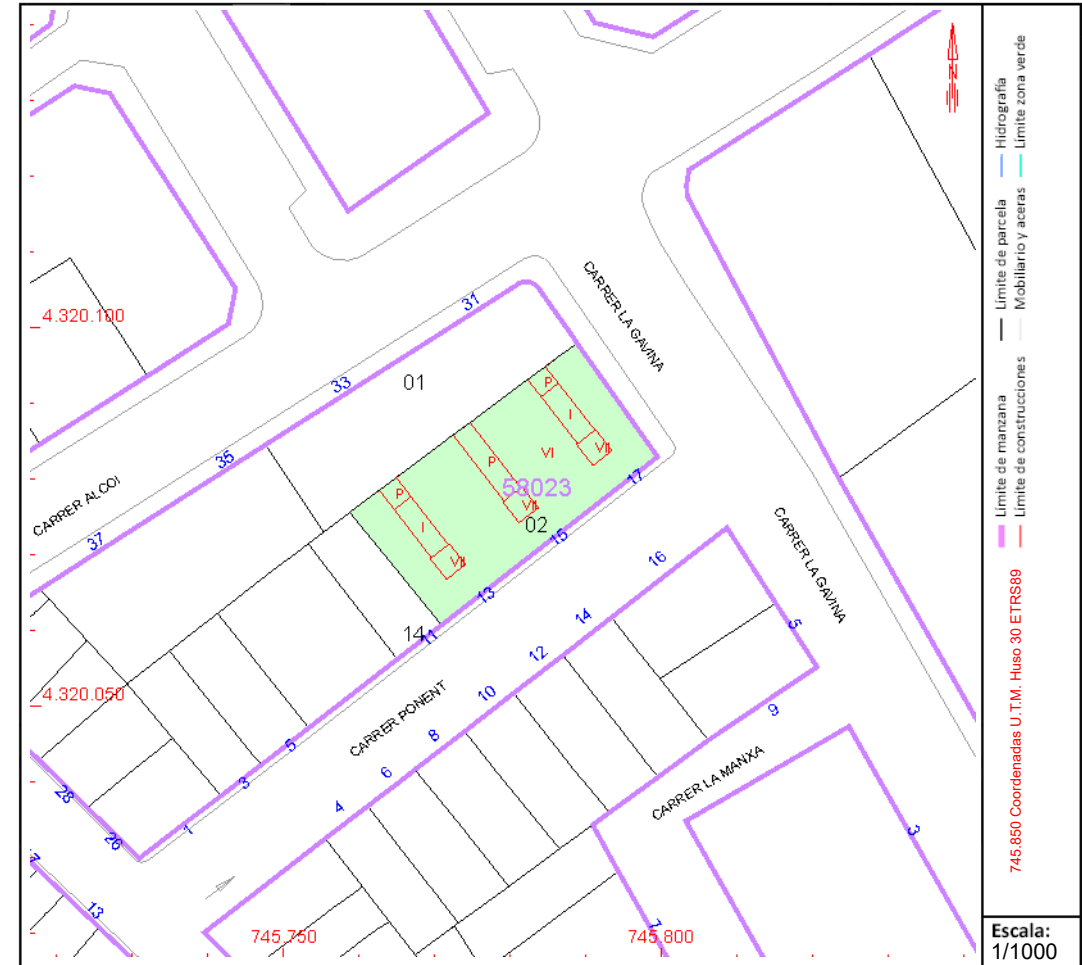 N
31
CARRER LA GAVINA
4.320.100
33
01
P
I
VI
VII
35
P
58023
VII
17
CARRER ALCOI
P
I
02
15
37
VII
16
CARRER LA GAVINA
13
14
14
11
12
5
4.320.050
CARRER PONENT
10
9
5
8
CARRER LA MANXA
28
3
6
4
26
1
3
13
7
745.750
745.800
Hidrografía
Límite zona verde
Límite de parcela
Mobiliario y aceras
Límite de manzana
Límite de construcciones
745.850 Coordenadas U.T.M. Huso 30 ETRS89
Escala:
1/1000